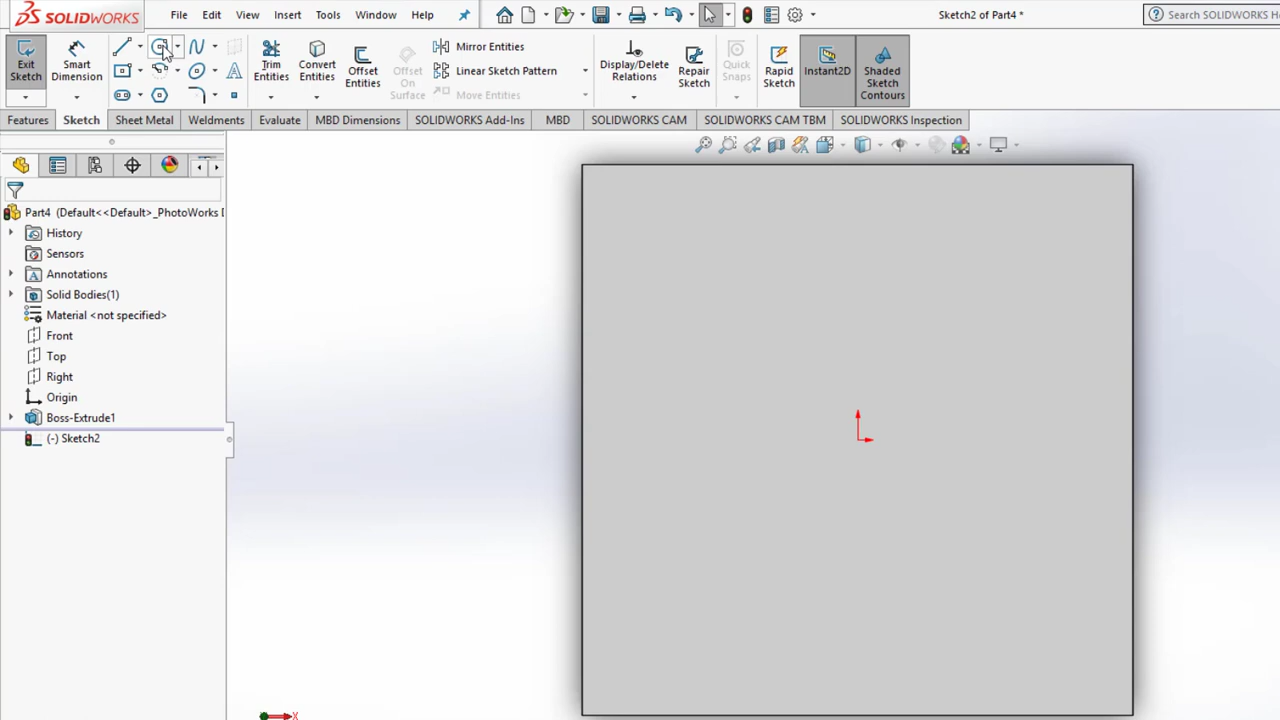 SOLIDWORKS File Edit View Insert Tools Window Help Sketch2 of Part4 * Search SOLIDWORKS H
Exit Sketch
Smart Dimension
Trim Entities
Convert Entities
Offset Entities
Offset On Surface
Mirror Entities
Linear Sketch Pattern
Move Entities
Display/Delete Relations
Repair Sketch
Quick Snaps
Rapid Sketch
Instant2D
Shaded Sketch Contours
Features Sketch Sheet Metal Weldments Evaluate MBD Dimensions SOLIDWORKS Add-Ins MBD SOLIDWORKS CAM SOLIDWORKS CAM TBM SOLIDWORKS Inspection
Part4 (Default<<Default>_PhotoWorks D
History
Sensors
Annotations
Solid Bodies(1)
Material <not specified>
Front
Top
Right
Origin
Boss-Extrude1
(-) Sketch2
X